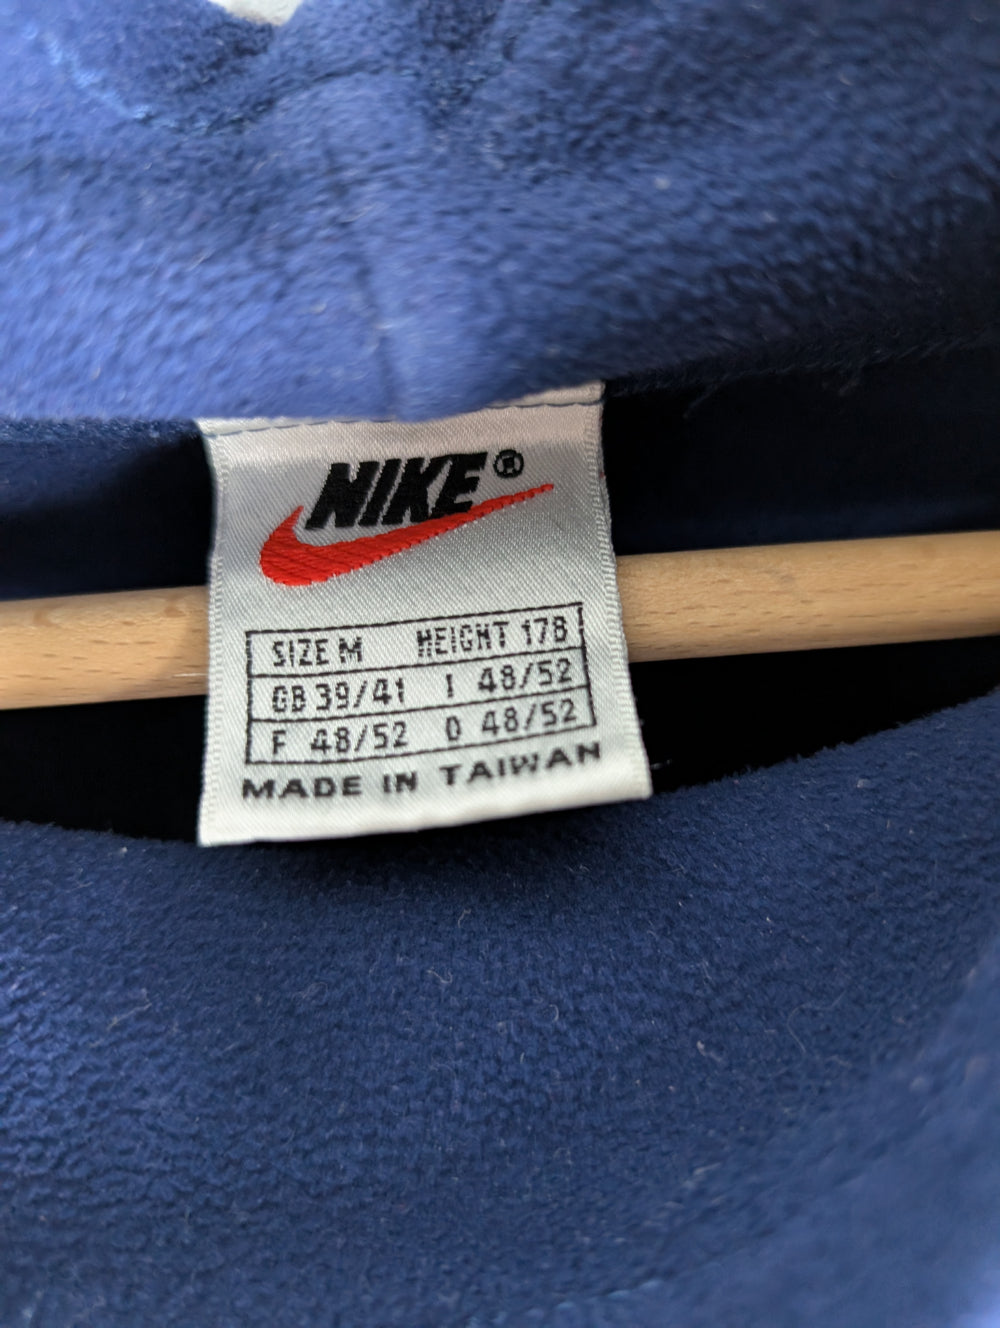 NIKE®
SIZE M HEIGHT 178
GB 39/41 I 48/52
F 48/52 D 48/52
MADE IN TAIWAN